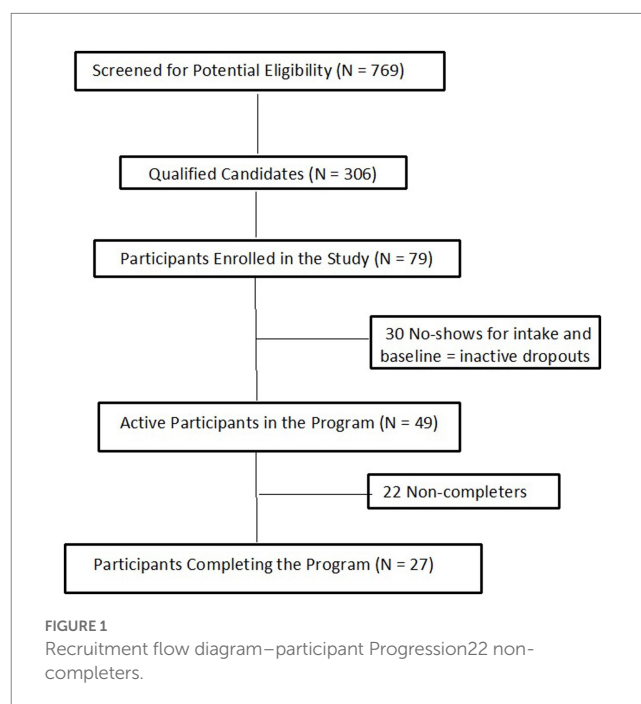 Screened for Potential Eligibility (N = 769)
Qualified Candidates (N = 306)
Participants Enrolled in the Study (N = 79)
30 No-shows for intake and
baseline = inactive dropouts
Active Participants in the Program (N = 49)
22 Non-completers
Participants Completing the Program (N = 27)
FIGURE 1
Recruitment flow diagram–participant Progression22 non-
completers.